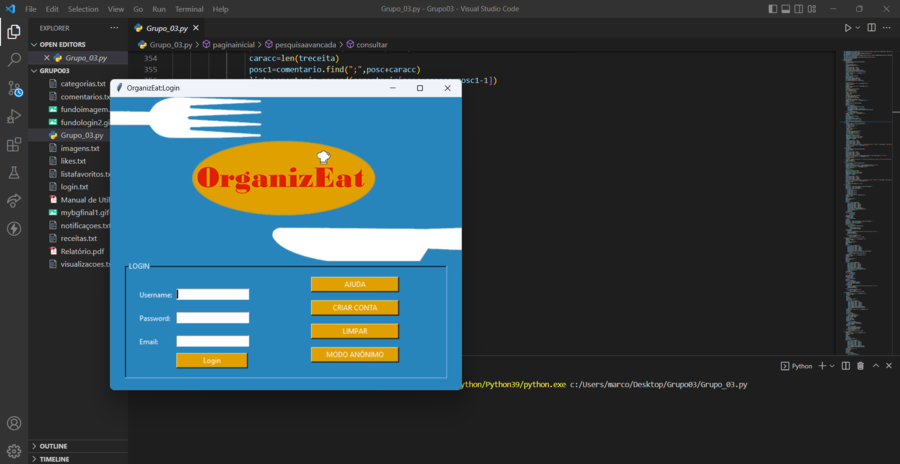 File Edit Selection View Go Run Terminal Help
Grupo_03.py - Grupo03 - Visual Studio Code
EXPLORER
OPEN EDITORS
Grupo_03.py
GRUPO03
categorias.txt
comentarios.txt
fundoimagem.
fundologin2.gi
Grupo_03.py
imagens.txt
likes.txt
listafavoritos.tx
login.txt
Manual de Util
mybgfinal1.gif
notificaçoes.txt
receitas.txt
Relatório.pdf
visualizacoes.tx
OUTLINE
TIMELINE
Grupo_03.py
Grupo_03.py > paginainicial > pesquisaavancada > consultar
354 caracc=len(treceita)
355 posc1=comentario.find(";",posc+caracc)
posc1-1])
OrganizEat:Login
OrganizEat
LOGIN
Username:
Password:
Email:
Login
AJUDA
CRIAR CONTA
LIMPAR
MODO ANÓNIMO
Python
ython/Python39/python.exe c:/Users/marco/Desktop/Grupo03/Grupo_03.py